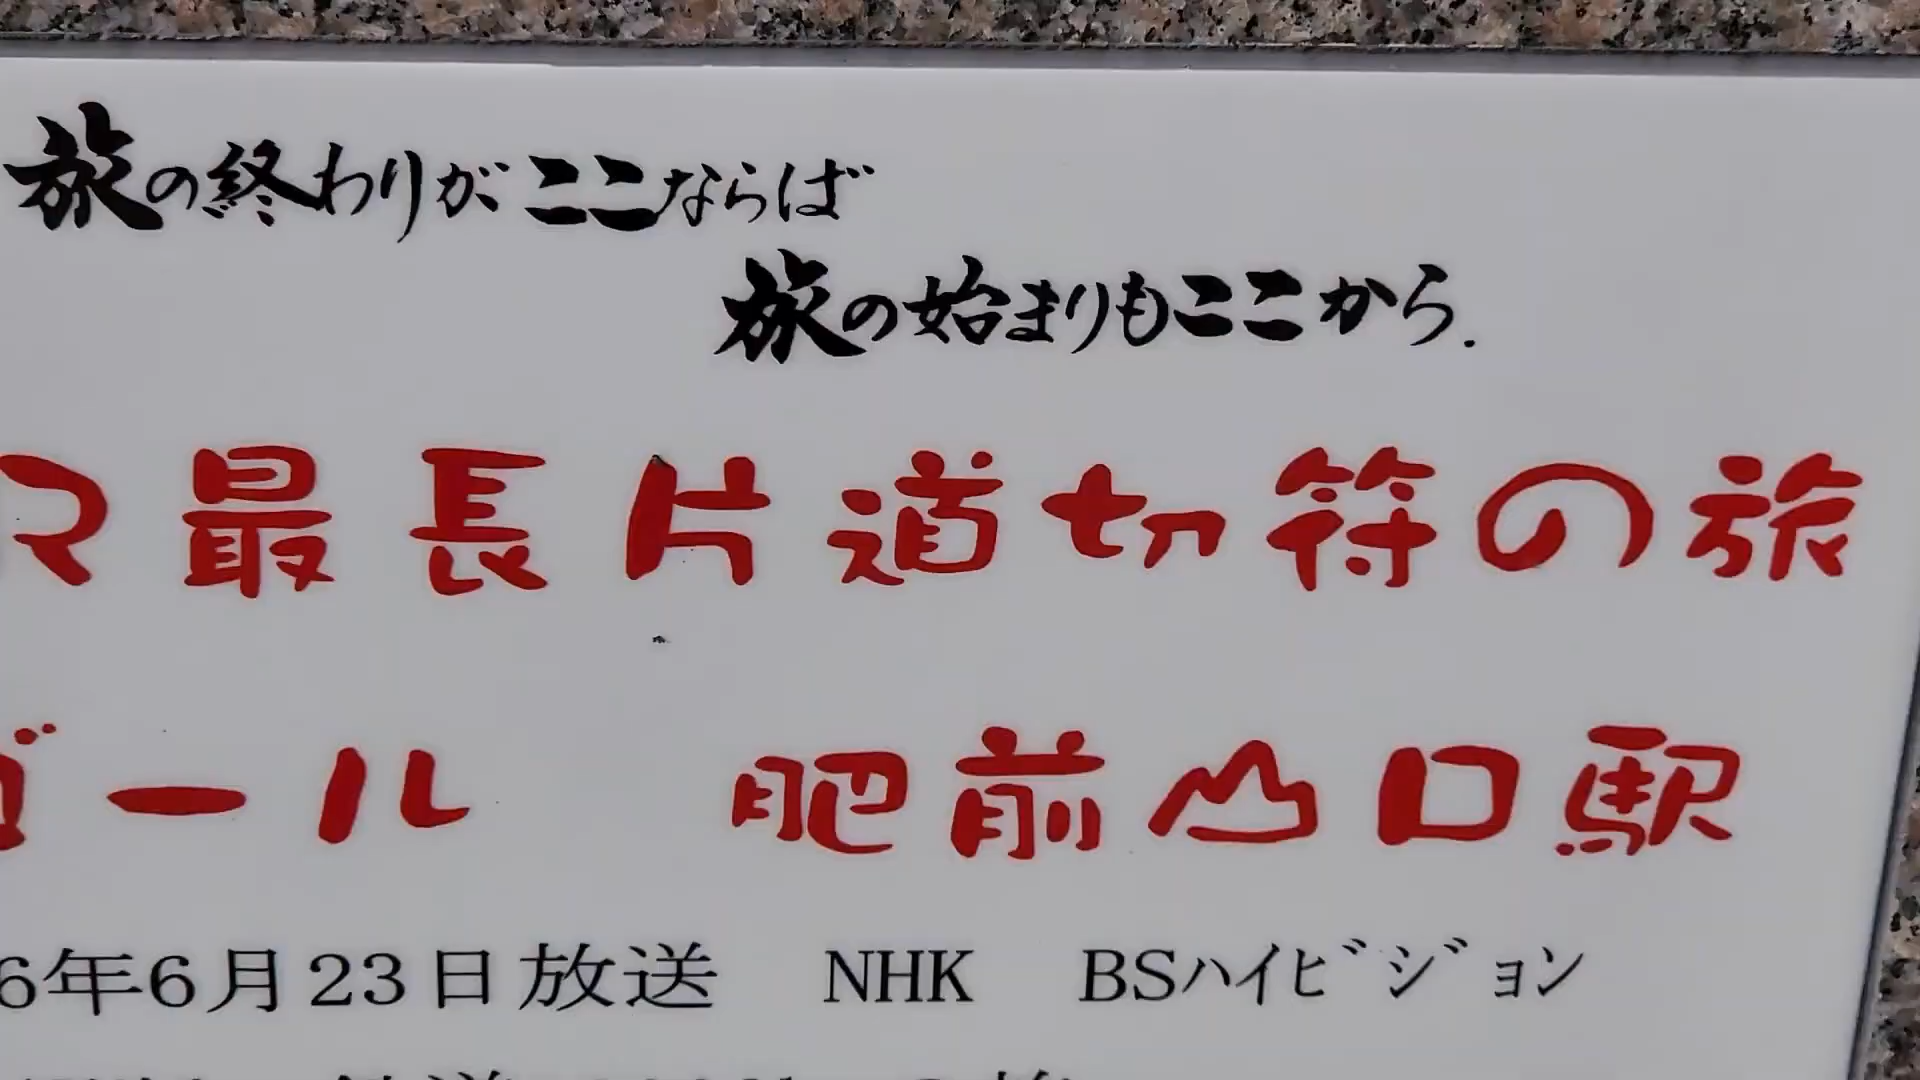 旅の終わりがここならば
旅の始まりもここから.
R 最長片道切符の旅
ゴール 肥前山口駅
6年6月23日放送 NHK BSハイビジョン